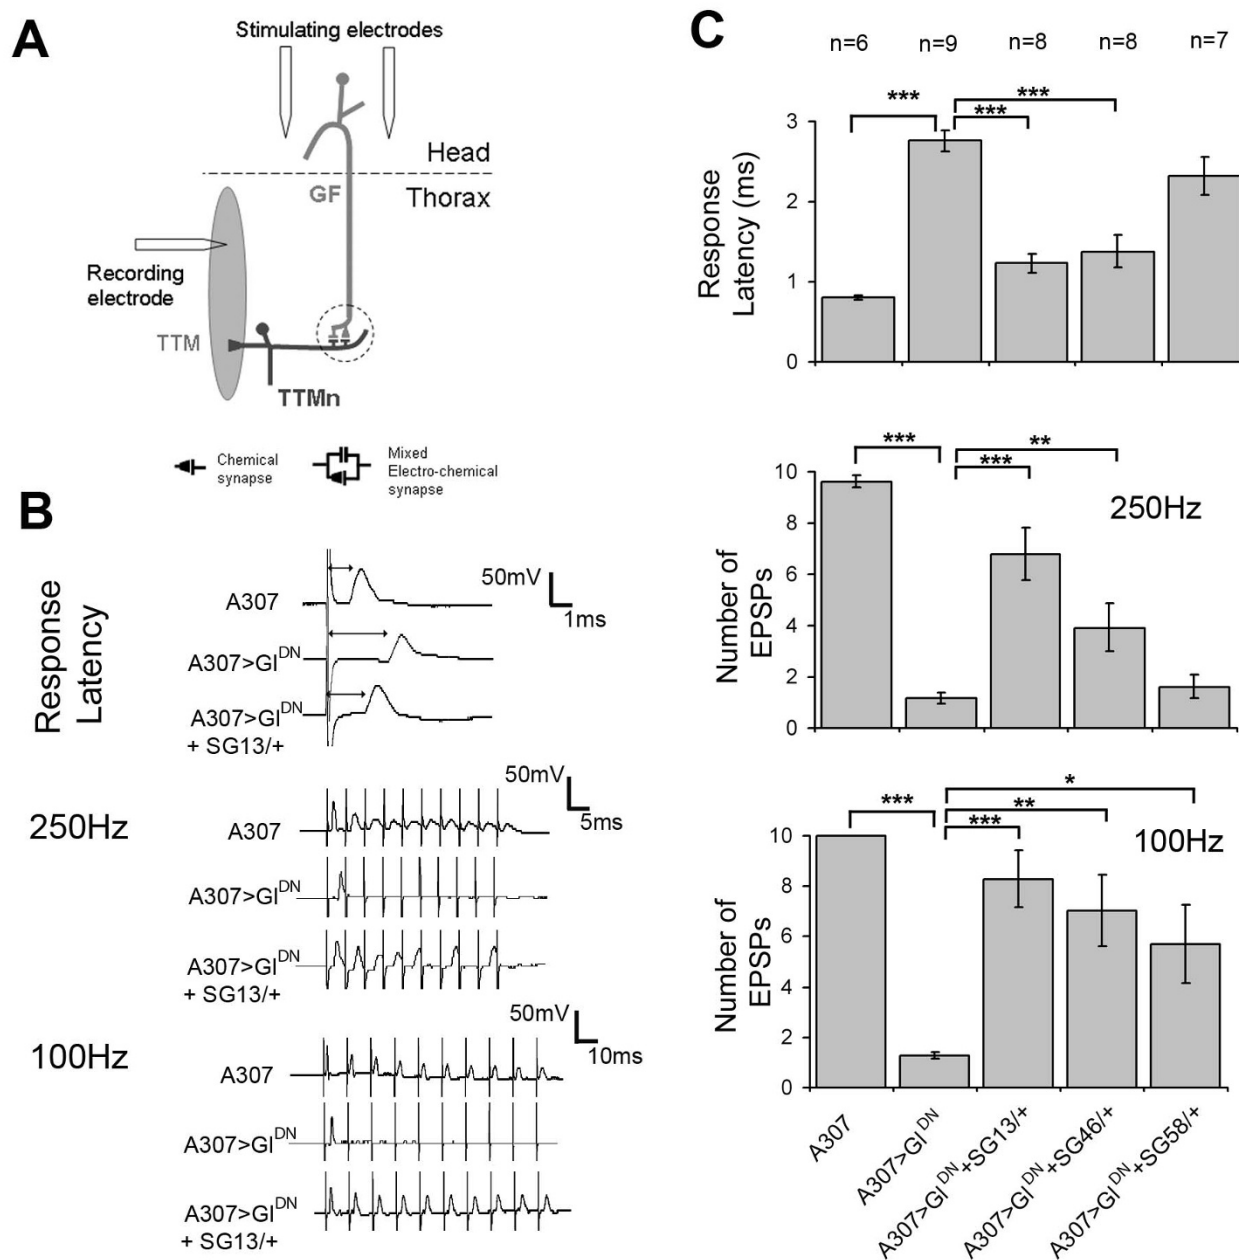 A
Stimulating electrodes
Head
GF
Thorax
Recording
electrode
TTM
TTMn
Chemical
synapse
Mixed
Electro-chemical
synapse
B
Response
Latency
A307
50mV
1ms
A307>Gl^DN
A307>Gl^DN
+ SG13/+
250Hz
50mV
5ms
A307
A307>Gl^DN
A307>Gl^DN
+ SG13/+
100Hz
50mV
10ms
A307
A307>Gl^DN
A307>Gl^DN
+ SG13/+
C
n=6 n=9 n=8 n=8 n=7
Response
Latency (ms)
3
2
1
0
***
***
***
Number of
EPSPs
10
8
6
4
2
0
***
***
**
250Hz
Number of
EPSPs
10
8
6
4
2
0
***
***
**
*
100Hz
A307
A307>Gl^DN
A307>Gl^DN+SG13/+
A307>Gl^DN+SG46/+
A307>Gl^DN+SG58/+